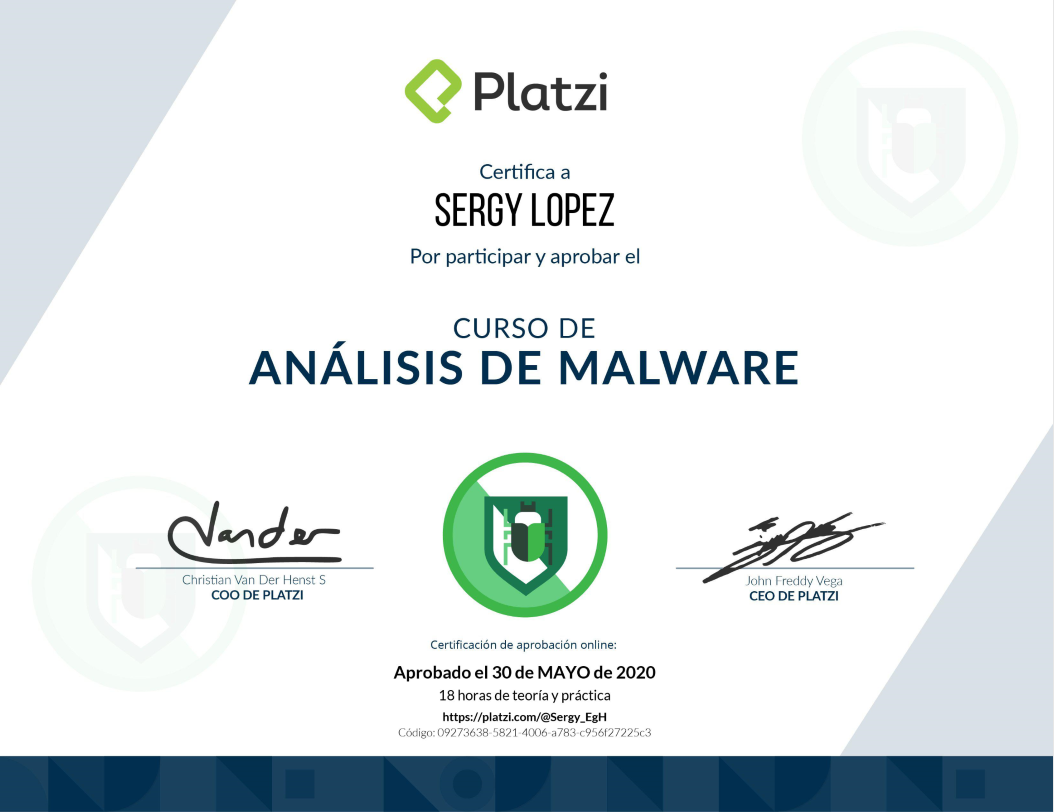 Platzi
Certifica a
SERGY LOPEZ
Por participar y aprobar el
CURSO DE
ANÁLISIS DE MALWARE
Vander
Christian Van Der Henst S
COO DE PLATZI
John Freddy Vega
CEO DE PLATZI
Certificación de aprobación online:
Aprobado el 30 de MAYO de 2020
18 horas de teoría y práctica
https://platzi.com/@Sergy_EgH
Código: 09273638-5821-4006-a783-c956f27225c3